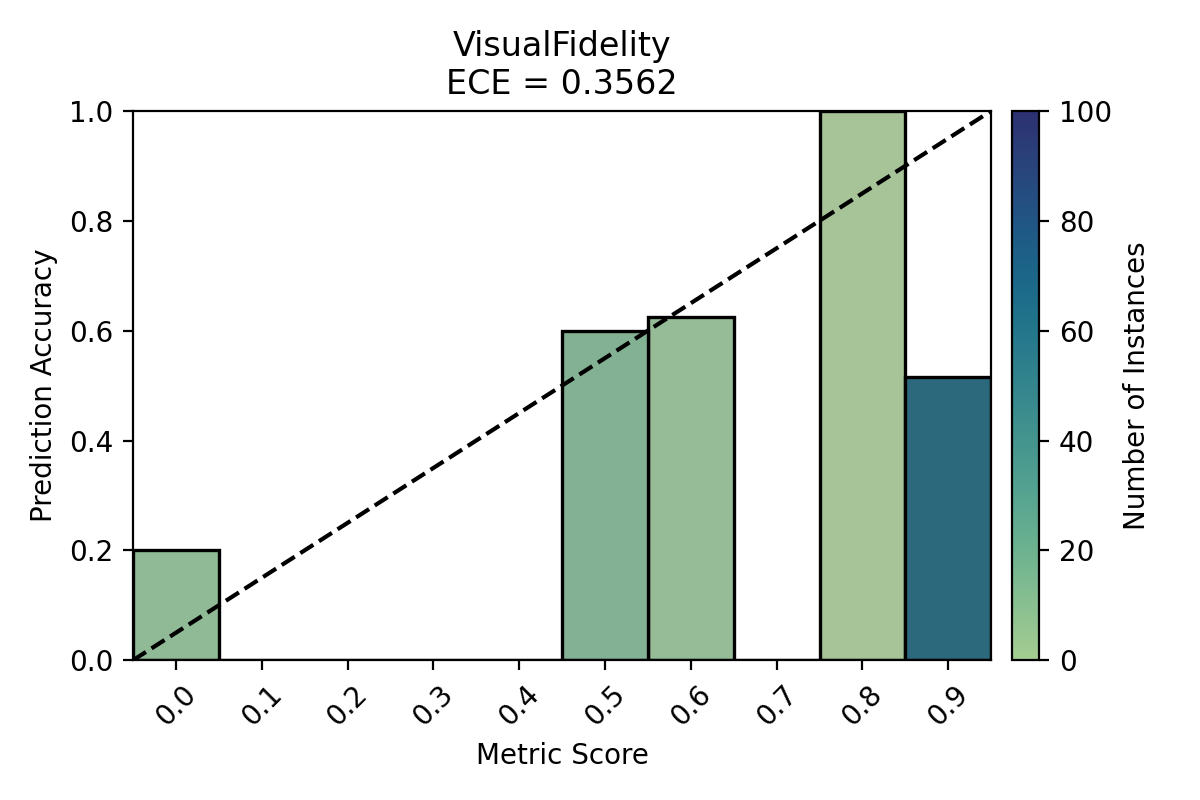 VisualFidelity
ECE = 0.3562
Prediction Accuracy
1.0
0.8
0.6
0.4
0.2
0.0
0.0 0.1 0.2 0.3 0.4 0.5 0.6 0.7 0.8 0.9
Metric Score
100
80
60
40
20
0
Number of Instances